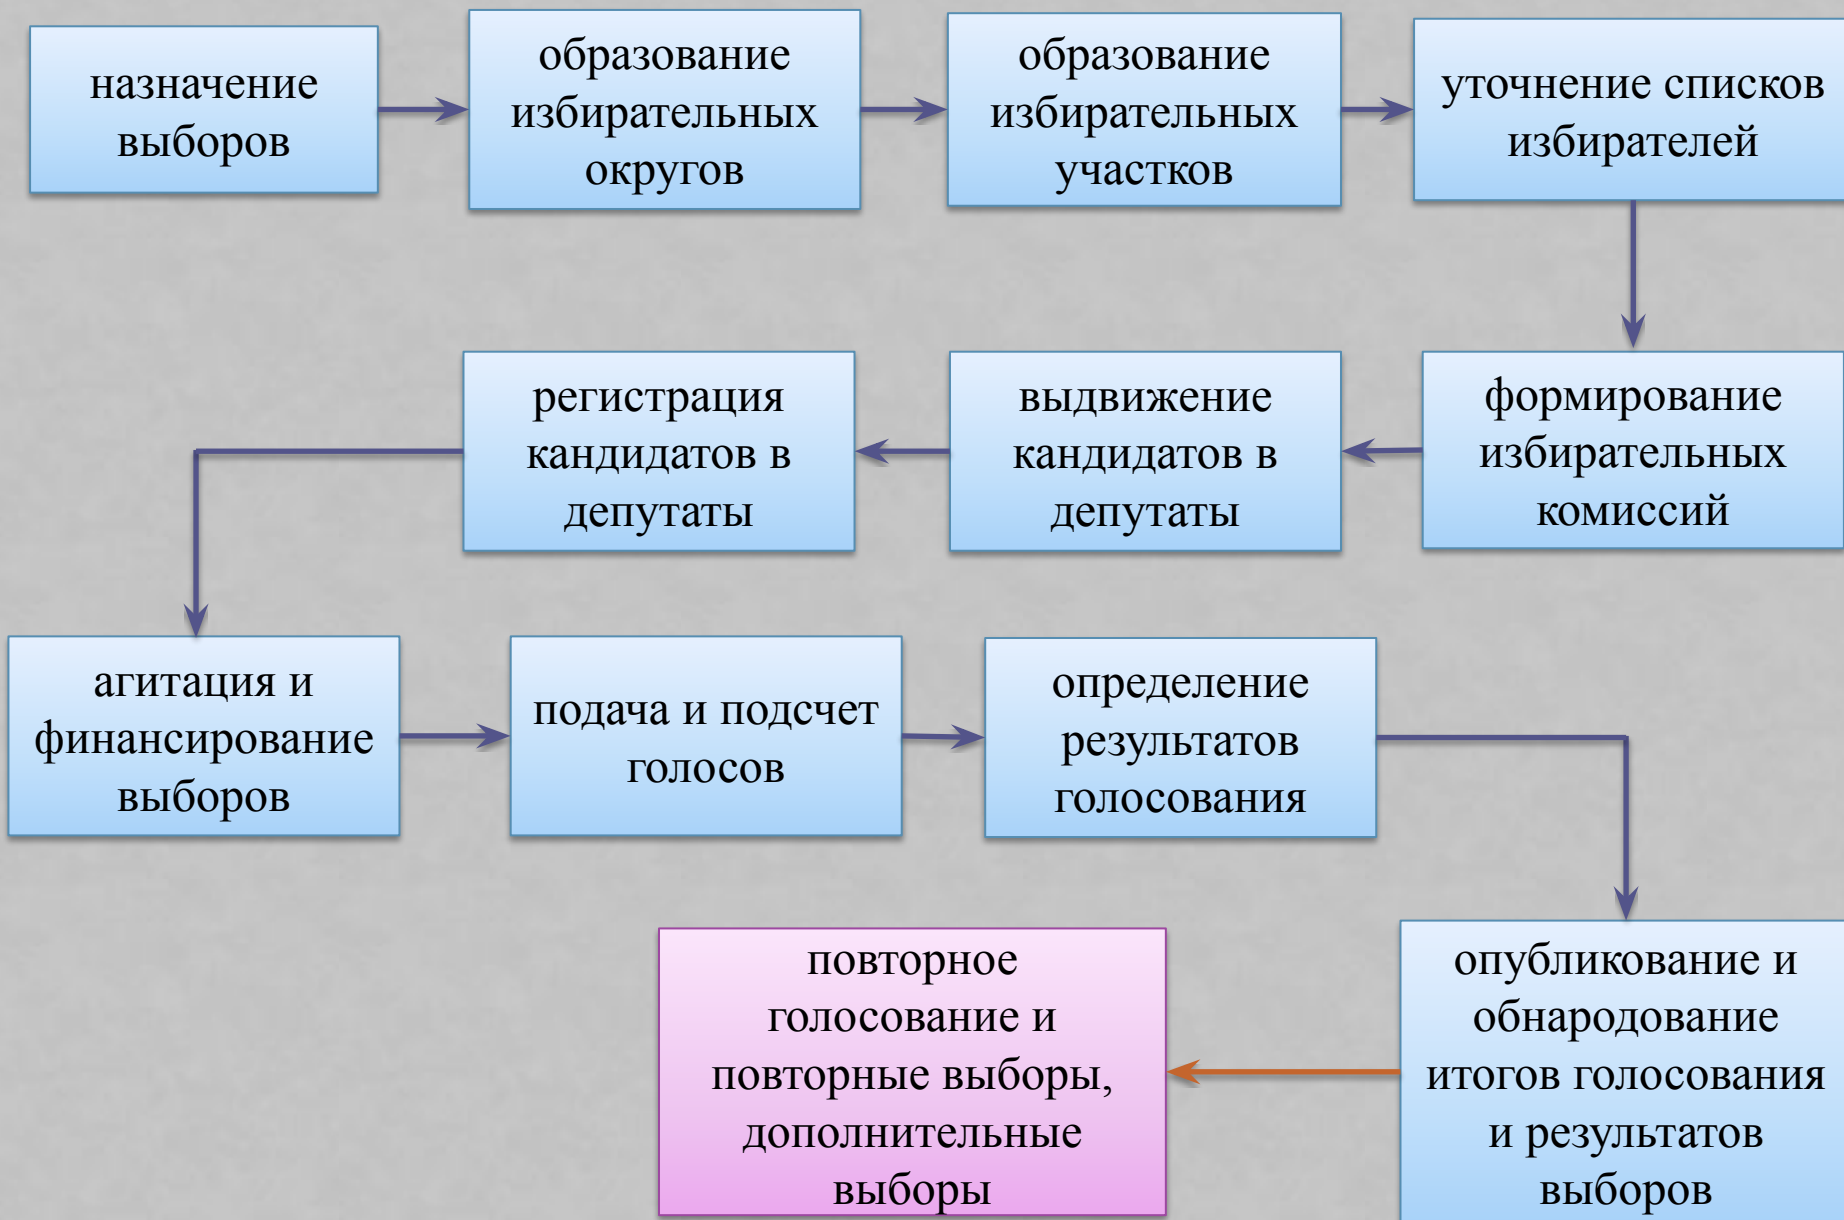 назначение
выборов
образование
избирательных
округов
образование
избирательных
участков
уточнение списков
избирателей
формирование
избирательных
комиссий
выдвижение
кандидатов в
депутаты
регистрация
кандидатов в
депутаты
агитация и
финансирование
выборов
подача и подсчет
голосов
определение
результатов
голосования
опубликование и
обнародование
итогов голосования
и результатов
выборов
повторное
голосование и
повторные выборы,
дополнительные
выборы